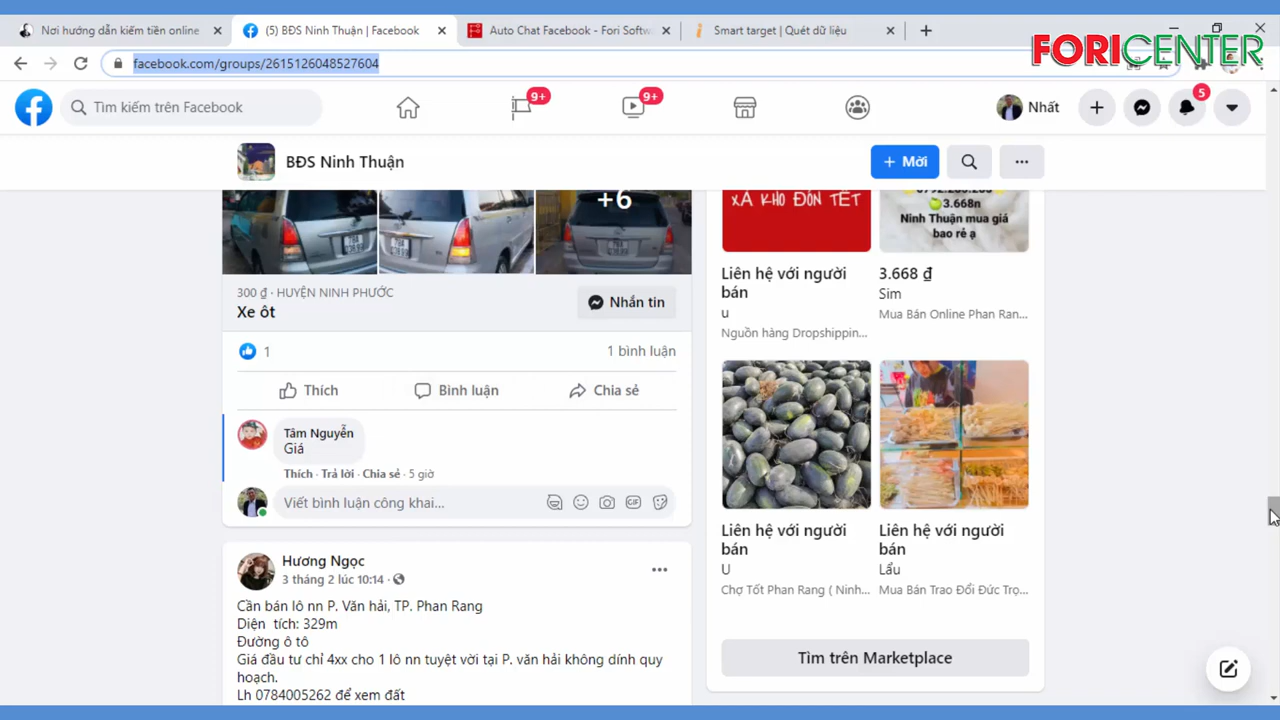 Nơi hướng dẫn kiếm tiền online
(5) BĐS Ninh Thuận | Facebook
Auto Chat Facebook - Fori Softw
Smart target | Quét dữ liệu
FORICENTER
facebook.com/groups/2615126048527604
Tìm kiếm trên Facebook
9+
9+
Nhất
5
BĐS Ninh Thuận
+ Mới
+6
XẢ KHO ĐÓN TẾT
3.668n
Ninh Thuận mua giá
bao rẻ ạ
300 ₫ · HUYỆN NINH PHƯỚC
Xe ôt
Nhắn tin
1
1 bình luận
Thích
Bình luận
Chia sẻ
Tâm Nguyễn
Giá
Thích · Trả lời · Chia sẻ · 5 giờ
Viết bình luận công khai...
GIF
Hương Ngọc
3 tháng 2 lúc 10:14 ·
Cần bán lô nn P. Văn hải, TP. Phan Rang
Diện tích: 329m
Đường ô tô
Giá đầu tư chỉ 4xx cho 1 lô nn tuyệt vời tại P. văn hải không dính quy
hoạch.
Lh 0784005262 để xem đất
Liên hệ với người
bán
u
Nguồn hàng Dropshippin...
3.668 ₫
Sim
Mua Bán Online Phan Ran...
Liên hệ với người
bán
U
Chợ Tốt Phan Rang ( Ninh...
Liên hệ với người
bán
Lẩu
Mua Bán Trao Đổi Đức Trọ...
Tìm trên Marketplace